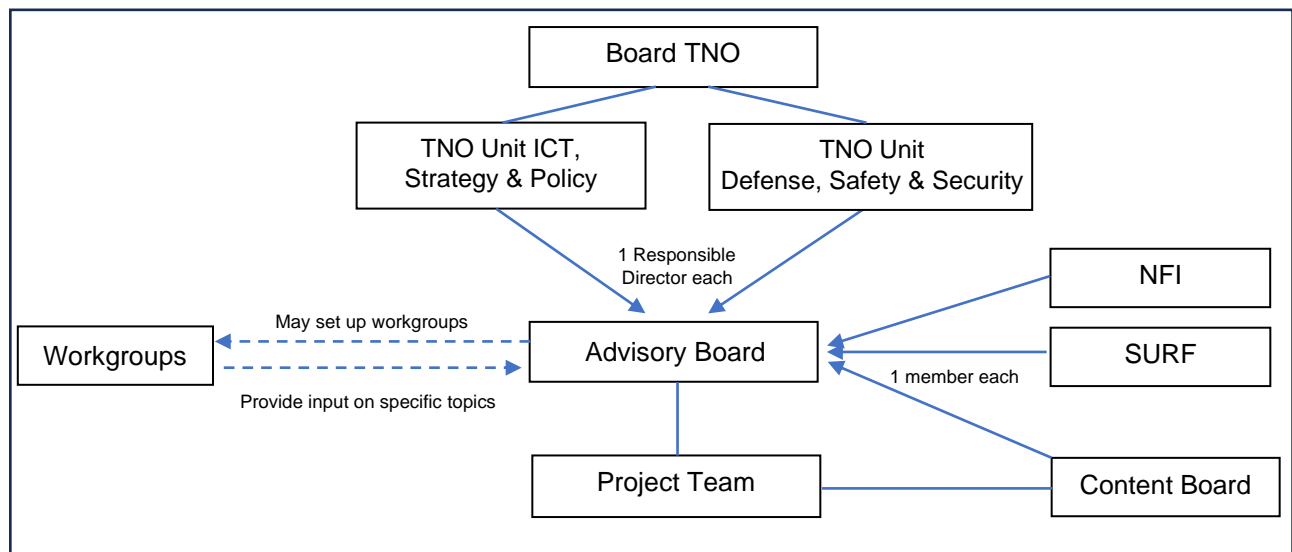 Board TNO
TNO Unit ICT,
Strategy & Policy
TNO Unit
Defense, Safety & Security
1 Responsible
Director each
NFI
May set up workgroups
Workgroups
Advisory Board
SURF
1 member each
Provide input on specific topics
Project Team
Content Board